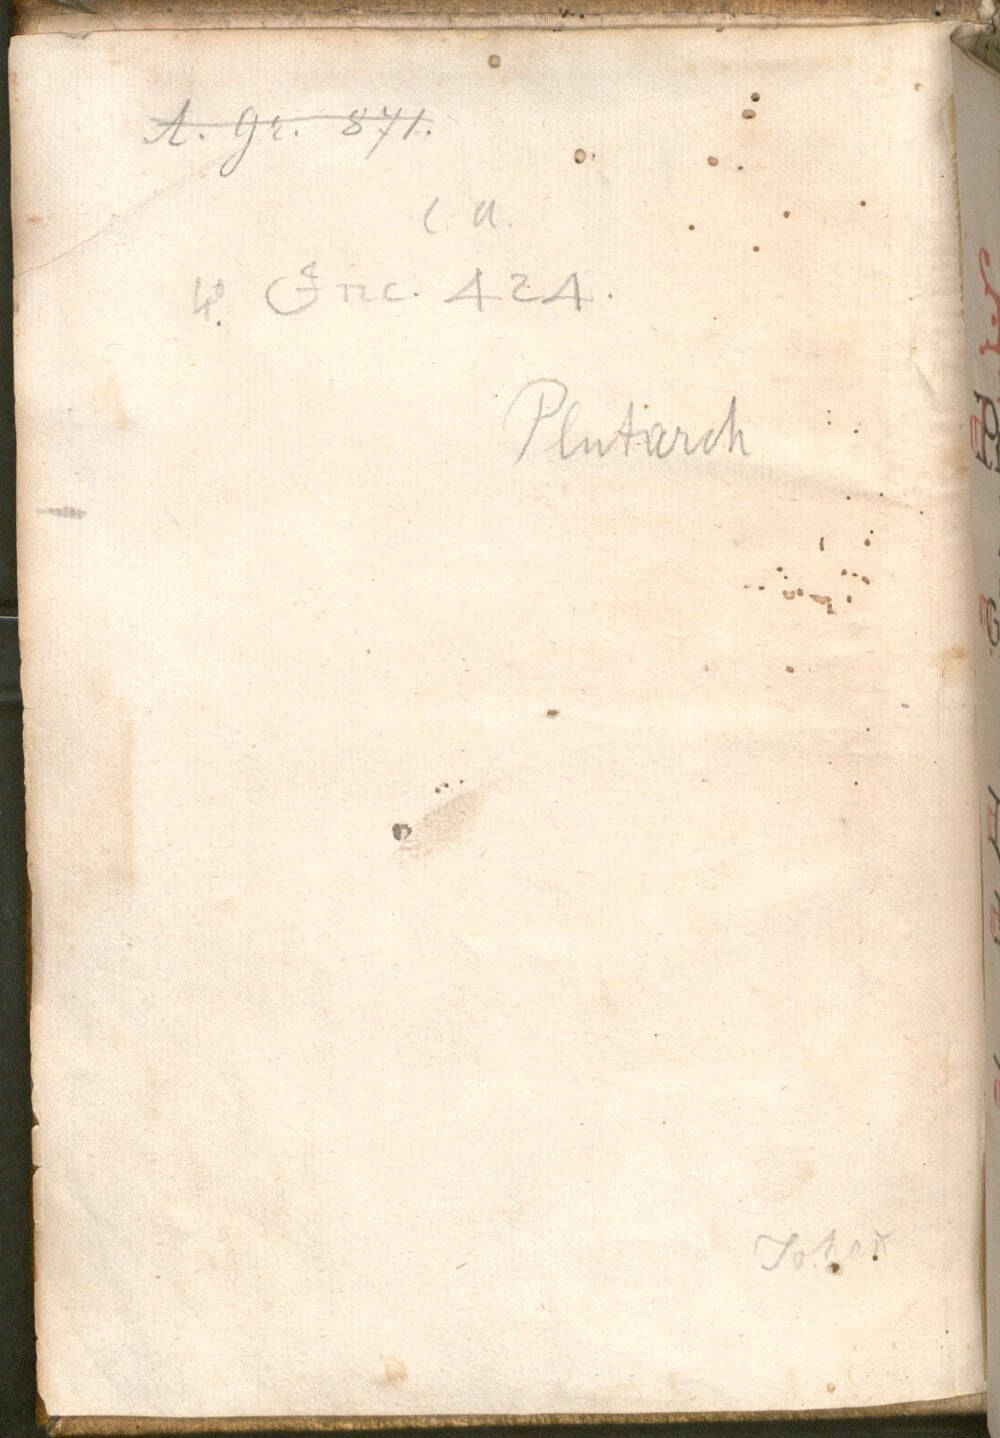 A. gr. 871.
c. a.
4° Inc. 424.
Plutarch